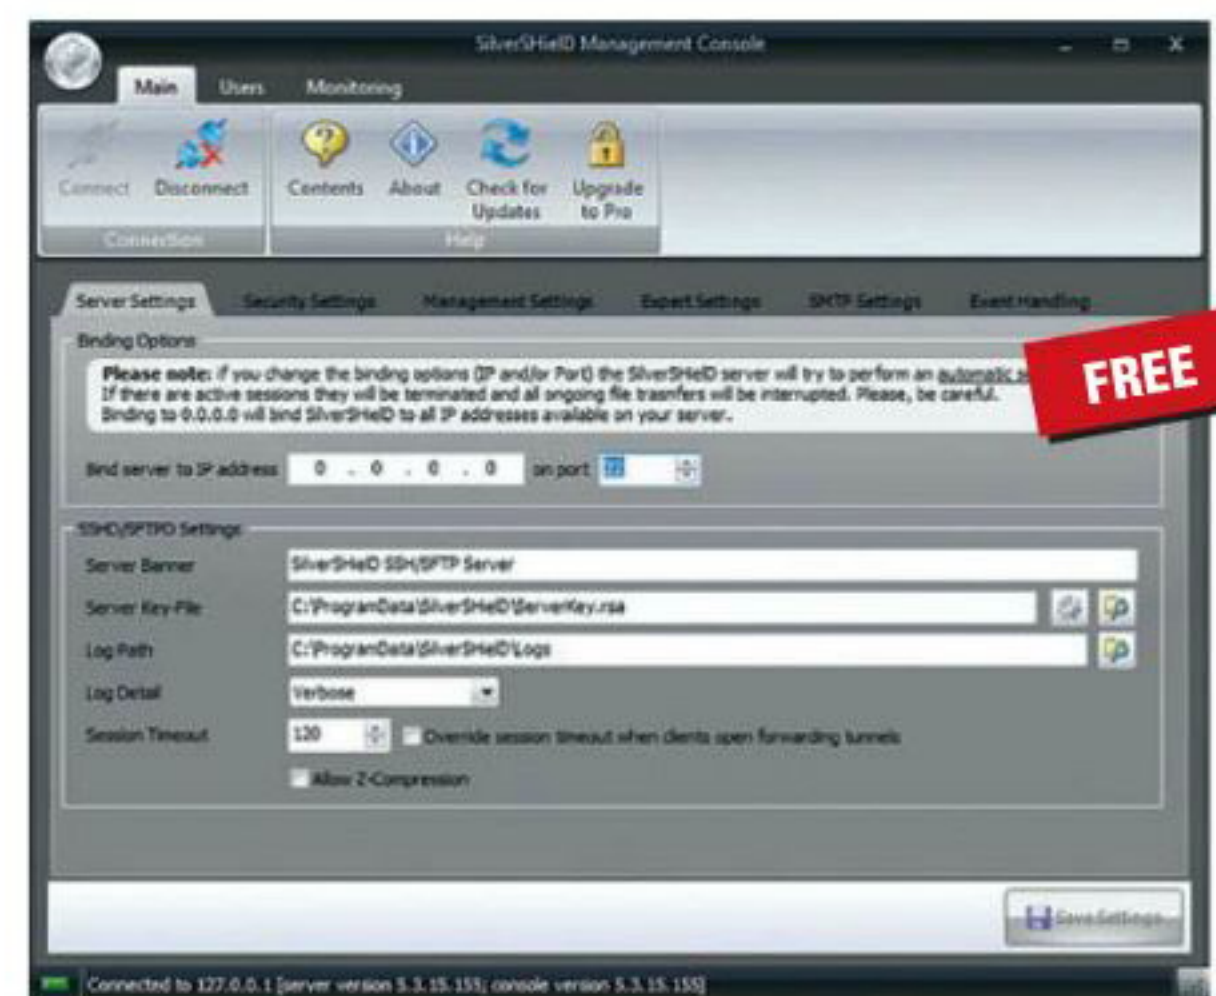 SilverSHielD Management Console
Main Users Monitoring
Connect Disconnect Contents About Check for Updates Upgrade to Pro
Connection Help
Server Settings Security Settings Management Settings Expert Settings SMTP Settings Event Handling
Binding Options
Please note: if you change the binding options (IP and/or Port) the SilverSHielD server will try to perform an automatic
If there are active sessions they will be terminated and all ongoing file trasnfers will be interrupted. Please, be careful.
Binding to 0.0.0.0 will bind SilverSHielD to all IP addresses available on your server.
FREE
Bind server to IP address 0 . 0 . 0 . 0 on port 22
SSHD/SFTPD Settings
Server Banner SilverSHielD SSH/SFTP Server
Server Key-File C:\ProgramData\SilverSHielD\ServerKey.rsa
Log Path C:\ProgramData\SilverSHielD\Logs
Log Detail Verbose
Session Timeout 120 Override session timeout when clients open forwarding tunnels
Allow Z-Compression
Save Settings
Connected to 127.0.0.1 [server version 5.3.15.155; console version 5.3.15.155]